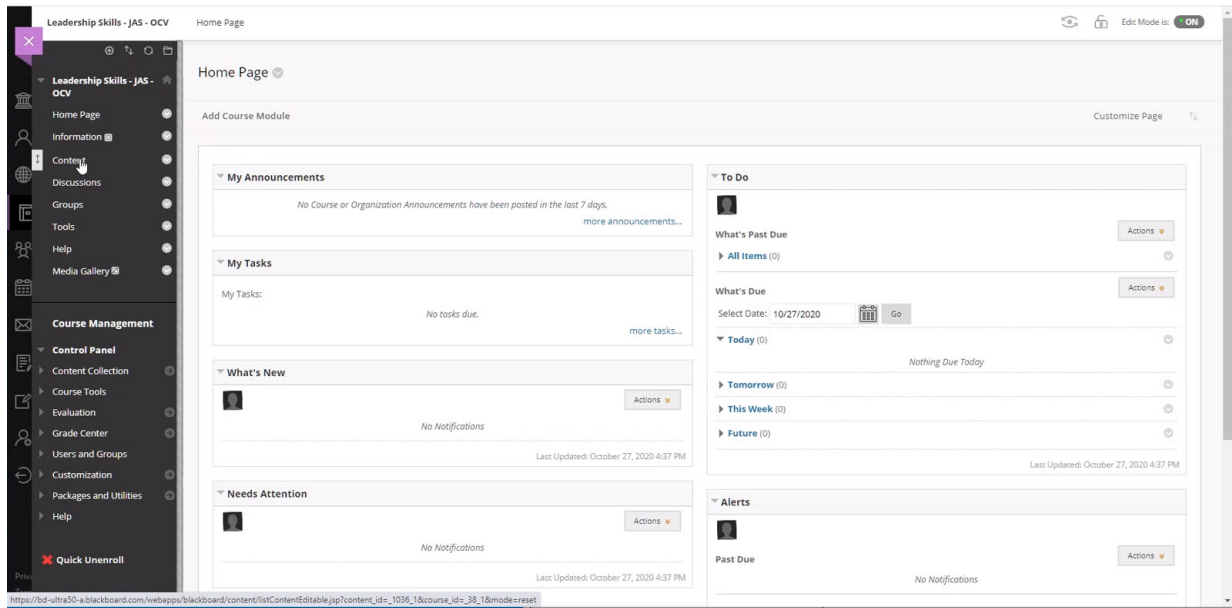 Leadership Skills - JAS - OCV
Home Page
Edit Mode is: ON
Leadership Skills - JAS -
OCV
Home Page
Information
Content
Discussions
Groups
Tools
Help
Media Gallery
Course Management
Control Panel
Content Collection
Course Tools
Evaluation
Grade Center
Users and Groups
Customization
Packages and Utilities
Help
Quick Unenroll
Home Page
Add Course Module
Customize Page
My Announcements
No Course or Organization Announcements have been posted in the last 7 days.
more announcements...
My Tasks
My Tasks:
No tasks due.
more tasks...
What's New
Actions
No Notifications
Last Updated: October 27, 2020 4:37 PM
Needs Attention
Actions
No Notifications
Last Updated: October 27, 2020 4:37 PM
To Do
What's Past Due
Actions
All Items (0)
What's Due
Actions
Select Date: 10/27/2020 Go
Today (0)
Nothing Due Today
Tomorrow (0)
This Week (0)
Future (0)
Last Updated: October 27, 2020 4:37 PM
Alerts
Past Due
Actions
No Notifications
https://bd-ultra50-a.blackboard.com/webapps/blackboard/content/listContentEditable.jsp?content_id=_1036_1&course_id=_38_1&mode=reset